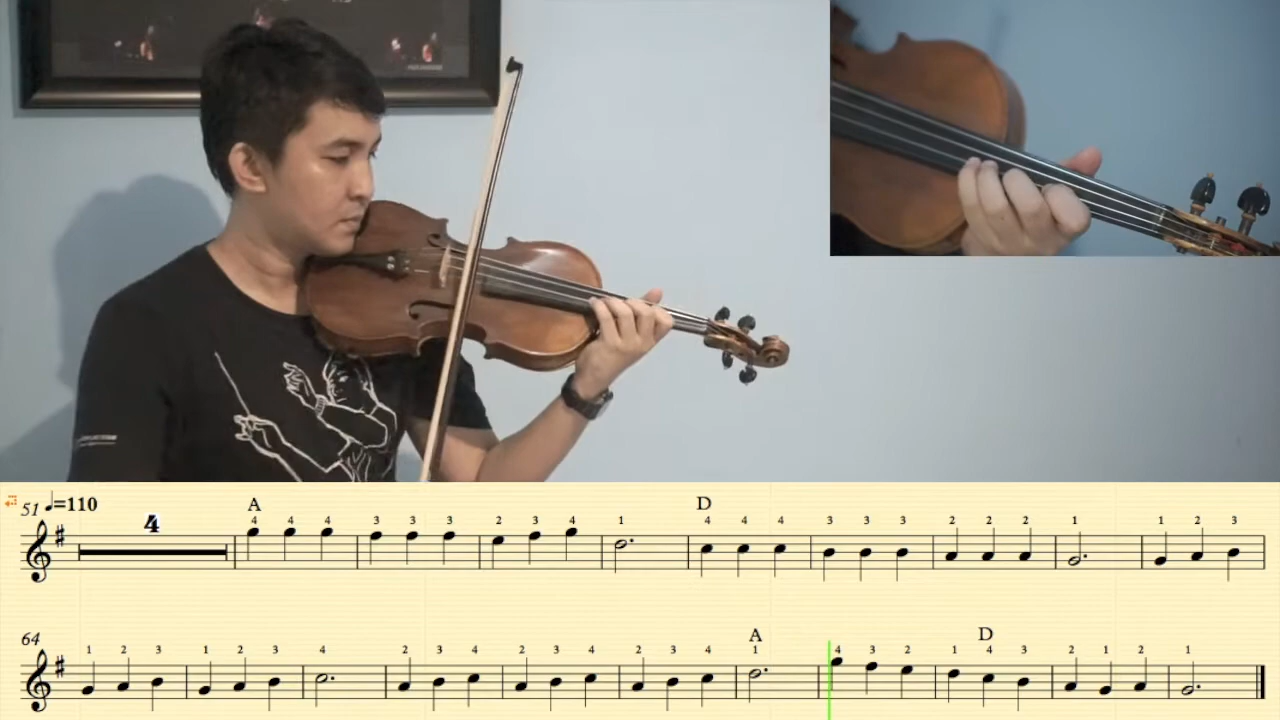 51 ♩=110
4
A D
4 4 4 3 3 3 2 3 4 1 4 4 4 3 3 3 2 2 2 1 1 2 3
64
A D
1 2 3 1 2 3 4 2 3 4 2 3 4 2 3 4 1 4 3 2 1 4 3 2 1 2 1